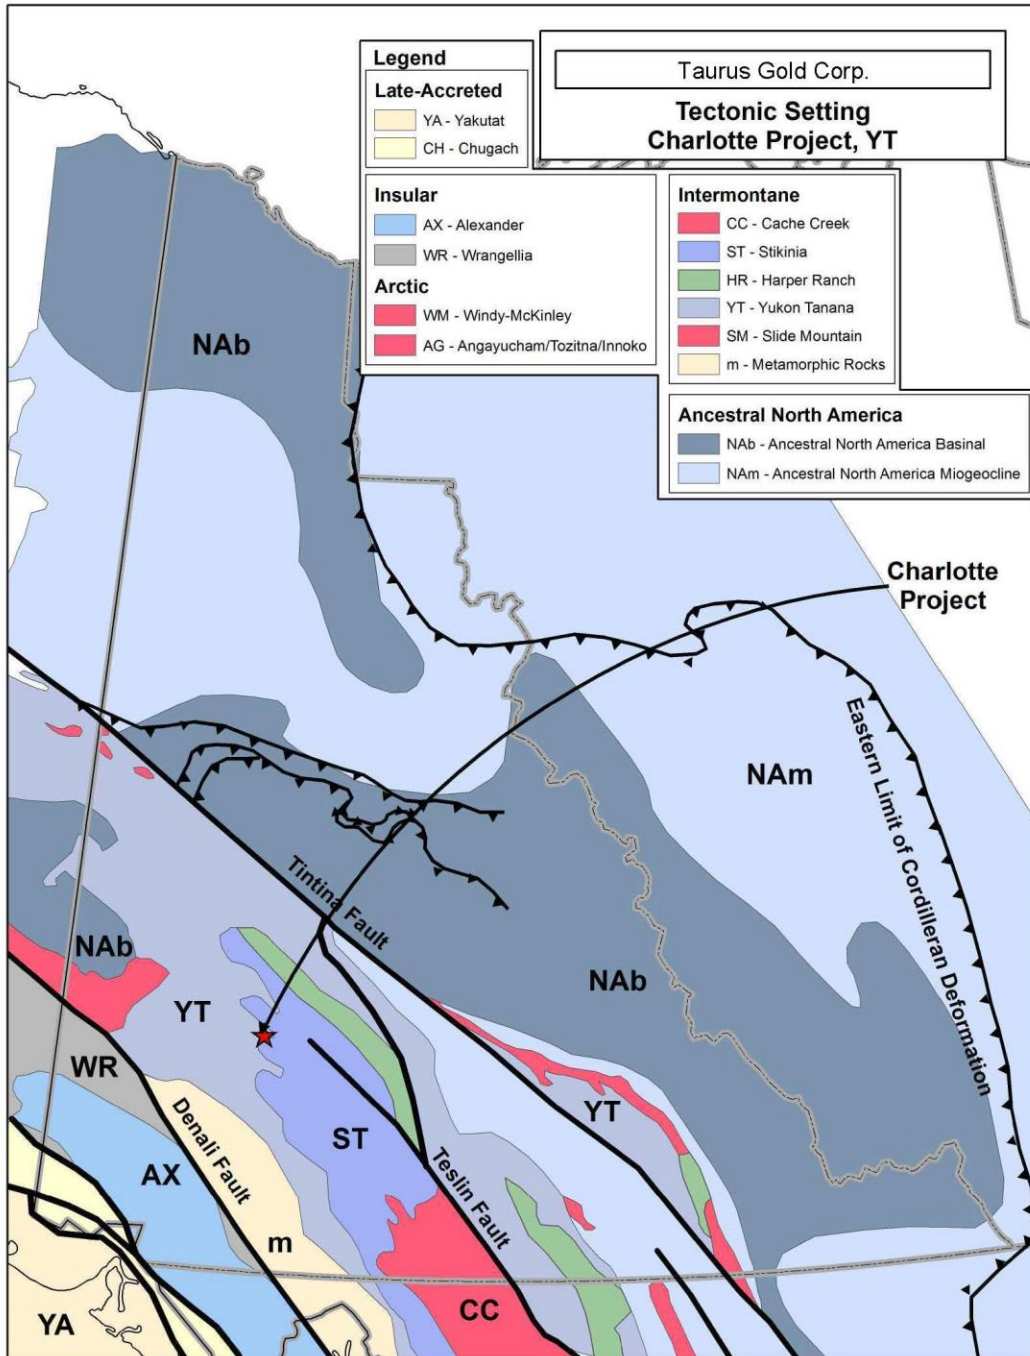 Taurus Gold Corp.
Tectonic Setting
Charlotte Project, YT
Legend
Late-Accreted
YA - Yakutat
CH - Chugach
Insular
AX - Alexander
WR - Wrangellia
Arctic
WM - Windy-McKinley
AG - Angayucham/Tozitna/Innoko
Intermontane
CC - Cache Creek
ST - Stikinia
HR - Harper Ranch
YT - Yukon Tanana
SM - Slide Mountain
m - Metamorphic Rocks
Ancestral North America
NAb - Ancestral North America Basinal
NAm - Ancestral North America Miogeocline
NAb
Charlotte
Project
NAm
Eastern Limit of Cordilleran Deformation
Tintina Fault
NAb
NAb
YT
WR
YT
ST
Denali Fault
AX
Teslin Fault
m
CC
YA